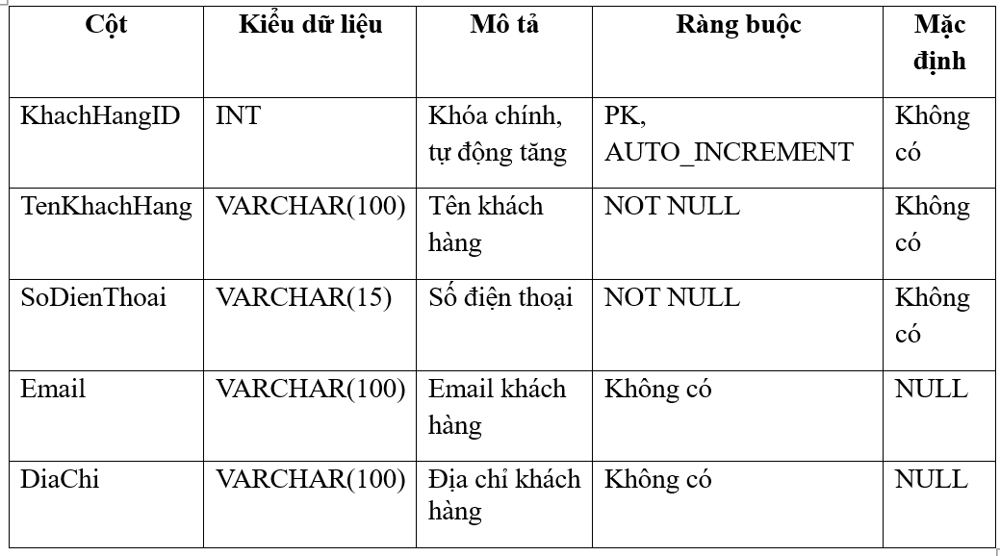 Cột Kiểu dữ liệu Mô tả Ràng buộc Mặc
định
KhachHangID INT Khóa chính, PK, Không
tự động tăng AUTO_INCREMENT có
TenKhachHang VARCHAR(100) Tên khách NOT NULL Không
hàng có
SoDienThoai VARCHAR(15) Số điện thoại NOT NULL Không
có
Email VARCHAR(100) Email khách Không có NULL
hàng
DiaChi VARCHAR(100) Địa chỉ khách Không có NULL
hàng